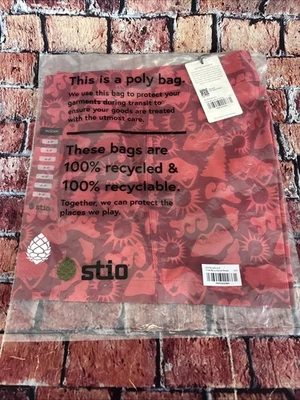 This is a poly bag.
We use this bag to protect your
garments during transit to
ensure your goods are treated
with the utmost care.
These bags are
100% recycled &
100% recyclable.
Together, we can protect the
places we play.
stio
stio